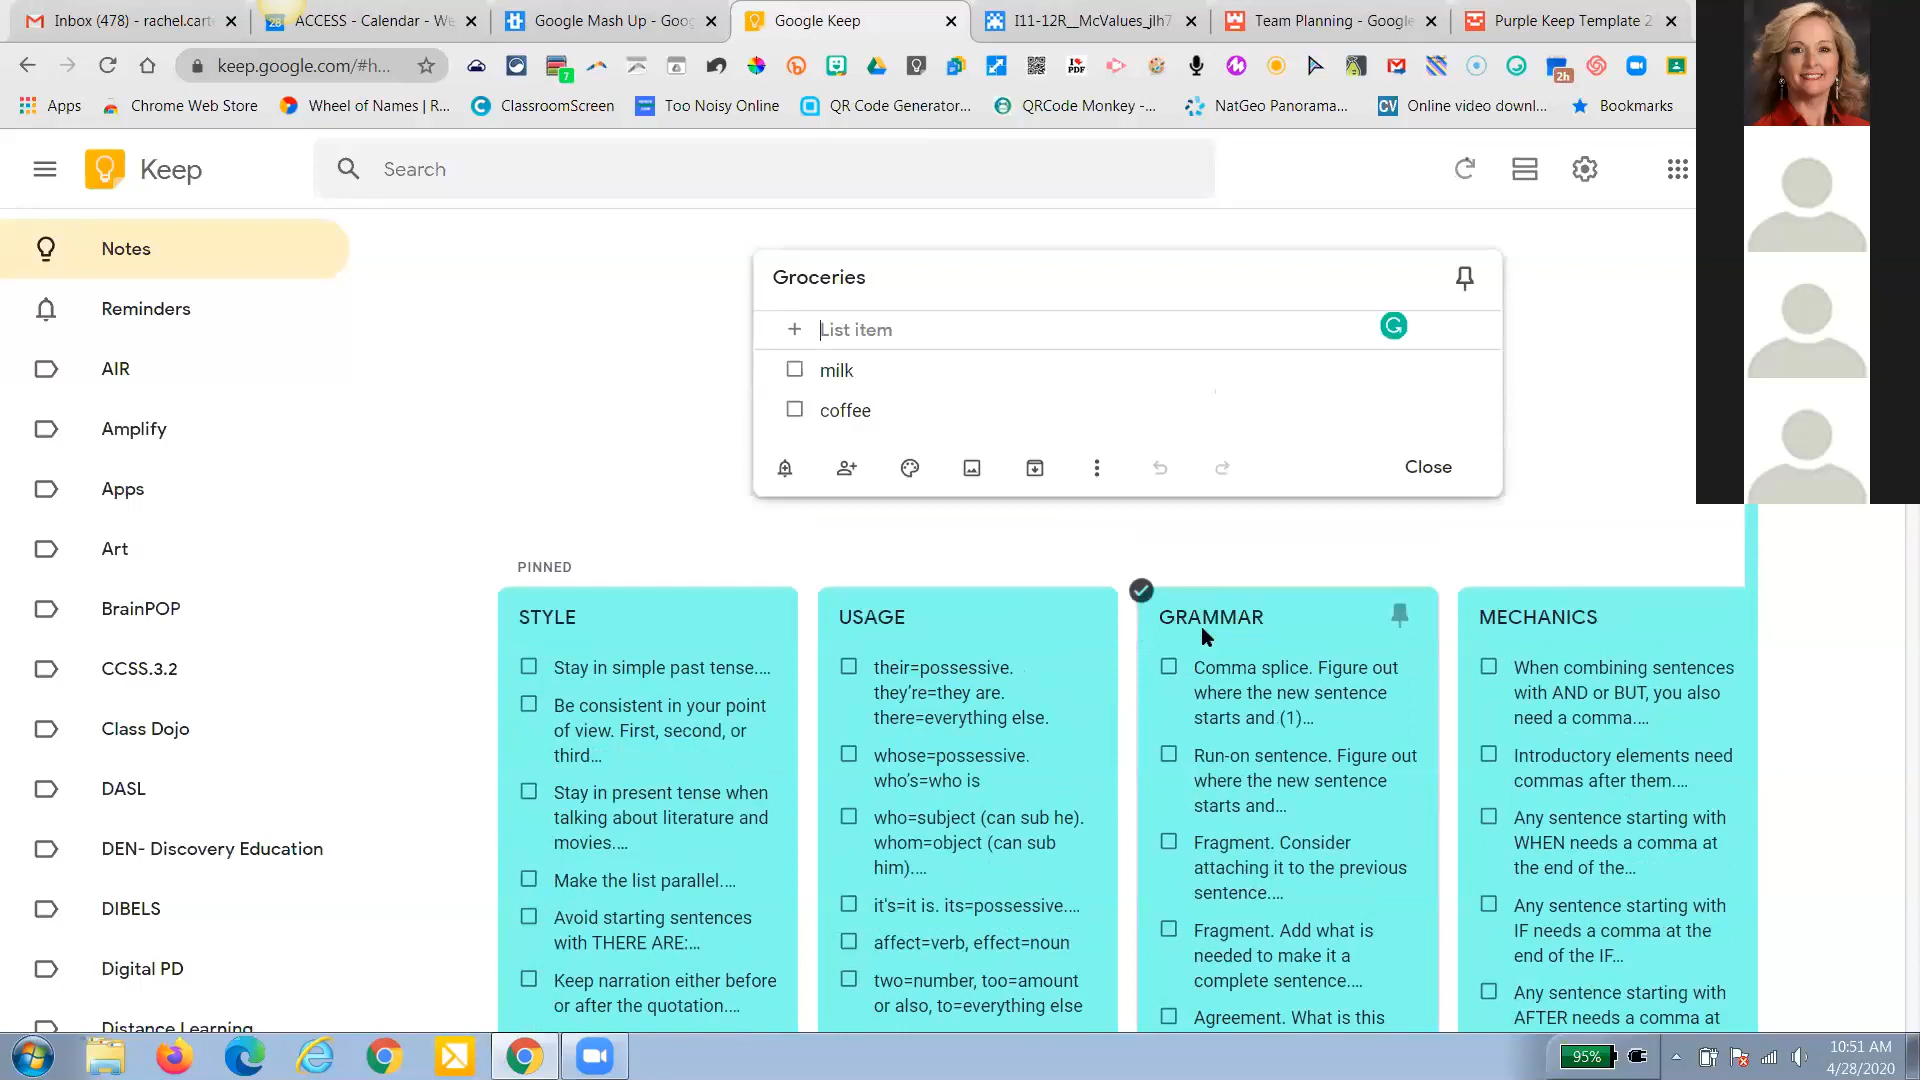 Inbox (478) - rachel.cart
ACCESS - Calendar - We
Google Mash Up - Goog
Google Keep
I11-12R__McValues_jlh7
Team Planning - Google
Purple Keep Template 2
keep.google.com/#h...
7
I PDF
2h
Apps
Chrome Web Store
Wheel of Names | R...
ClassroomScreen
Too Noisy Online
QR Code Generator...
QRCode Monkey -...
NatGeo Panorama...
CV
Online video downl...
Bookmarks
Keep
Search
Notes
Reminders
AIR
Amplify
Apps
Art
BrainPOP
CCSS.3.2
Class Dojo
DASL
DEN- Discovery Education
DIBELS
Digital PD
Distance Learning
Groceries
List item
milk
coffee
Close
PINNED
STYLE
Stay in simple past tense....
Be consistent in your point
of view. First, second, or
third...
Stay in present tense when
talking about literature and
movies....
Make the list parallel....
Avoid starting sentences
with THERE ARE:...
Keep narration either before
or after the quotation....
USAGE
their=possessive.
they're=they are.
there=everything else.
whose=possessive.
who's=who is
who=subject (can sub he).
whom=object (can sub
him)....
it's=it is. its=possessive....
affect=verb, effect=noun
two=number, too=amount
or also, to=everything else
GRAMMAR
Comma splice. Figure out
where the new sentence
starts and (1)...
Run-on sentence. Figure out
where the new sentence
starts and...
Fragment. Consider
attaching it to the previous
sentence....
Fragment. Add what is
needed to make it a
complete sentence....
Agreement. What is this
MECHANICS
When combining sentences
with AND or BUT, you also
need a comma....
Introductory elements need
commas after them....
Any sentence starting with
WHEN needs a comma at
the end of the...
Any sentence starting with
IF needs a comma at the
end of the IF...
Any sentence starting with
AFTER needs a comma at
95%
10:51 AM
4/28/2020